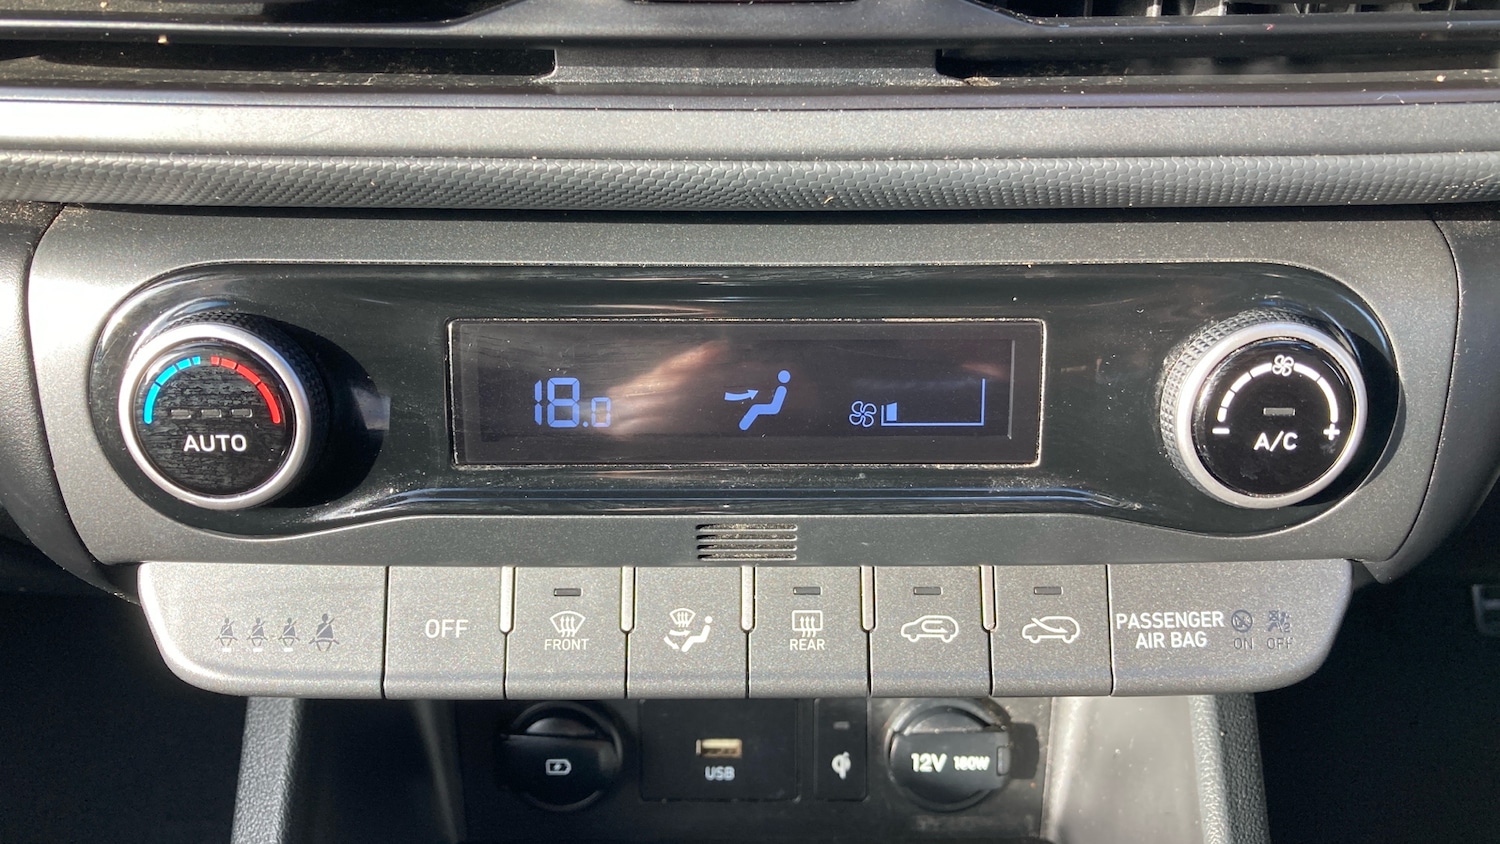 18.0
AUTO
- +
A/C
OFF
FRONT
REAR
PASSENGER
AIR BAG
ON OFF
USB
12V 180W